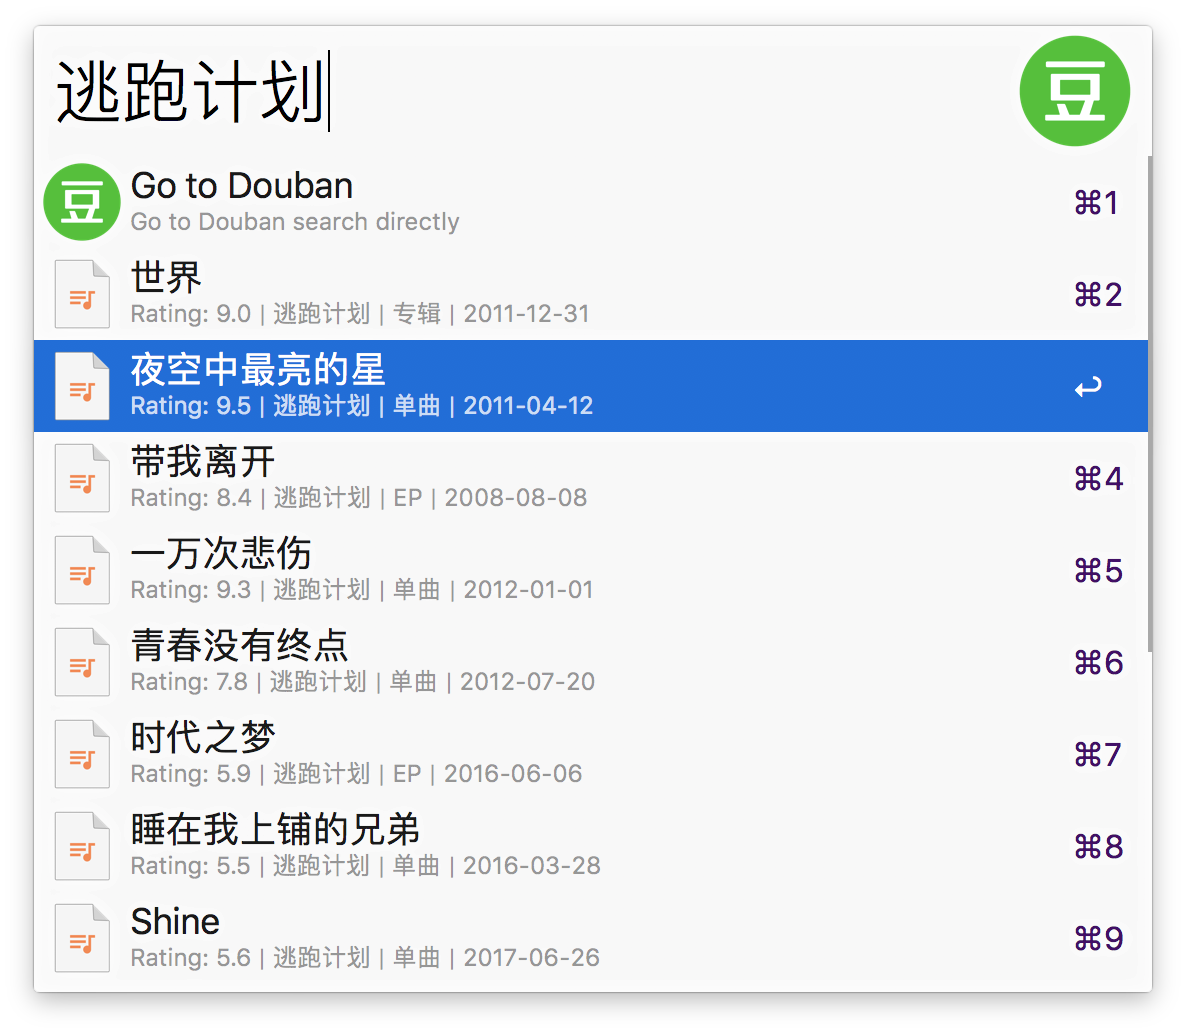 逃跑计划
豆
豆
Go to Douban
⌘1
Go to Douban search directly
世界
⌘2
Rating: 9.0 | 逃跑计划 | 专辑 | 2011-12-31
夜空中最亮的星
Rating: 9.5 | 逃跑计划 | 单曲 | 2011-04-12
带我离开
⌘4
Rating: 8.4 | 逃跑计划 | EP | 2008-08-08
一万次悲伤
⌘5
Rating: 9.3 | 逃跑计划 | 单曲 | 2012-01-01
青春没有终点
⌘6
Rating: 7.8 | 逃跑计划 | 单曲 | 2012-07-20
时代之梦
⌘7
Rating: 5.9 | 逃跑计划 | EP | 2016-06-06
睡在我上铺的兄弟
⌘8
Rating: 5.5 | 逃跑计划 | 单曲 | 2016-03-28
Shine
⌘9
Rating: 5.6 | 逃跑计划 | 单曲 | 2017-06-26